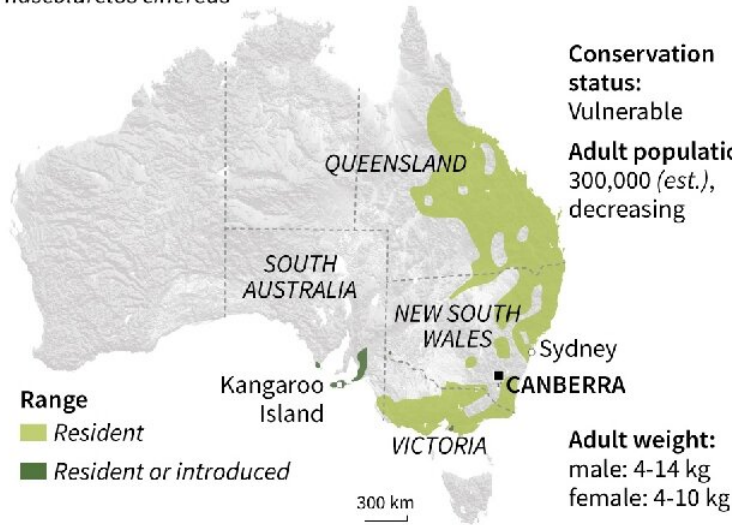 Conservation
status:
Vulnerable
Adult
300,000 (est.),
decreasing
QUEENSLAND
SOUTH
AUSTRALIA
NEW SOUTH
WALES
Sydney
CANBERRA
Kangaroo
Island
VICTORIA
Range
Resident
Resident or introduced
300 km
Adult weight:
male: 4-14 kg
female: 4-10 kg